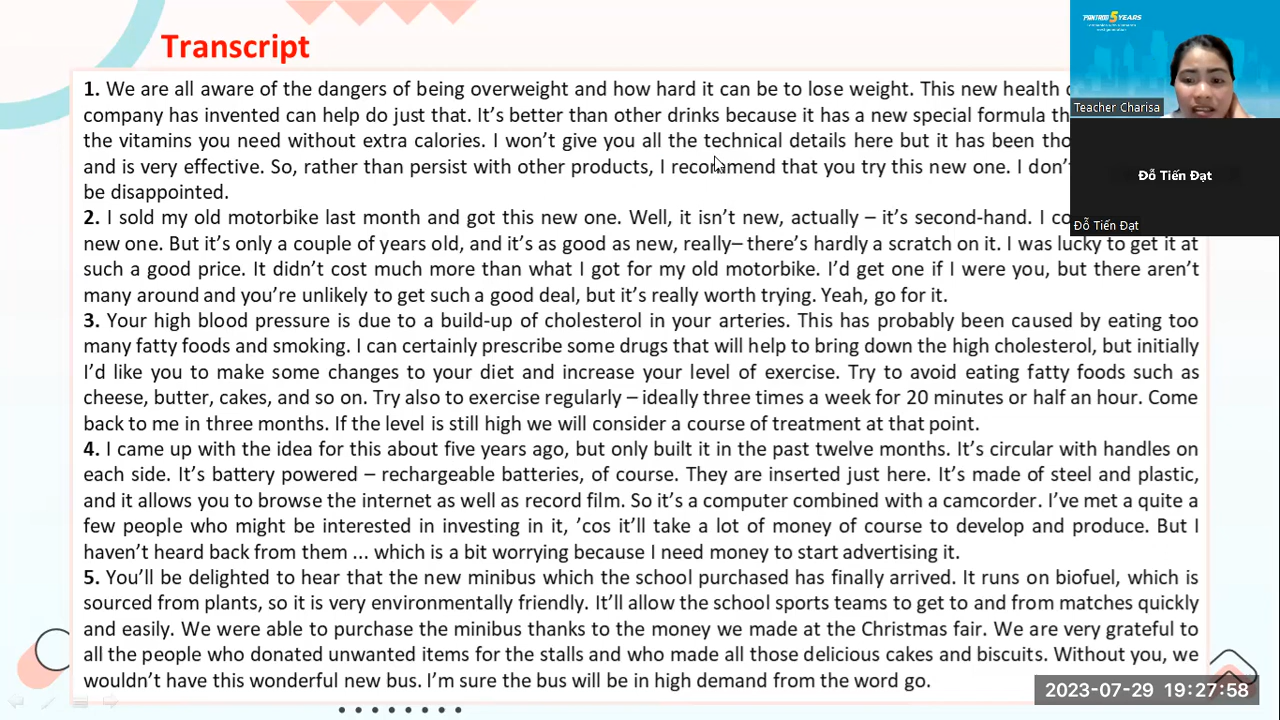 Transcript
1. We are all aware of the dangers of being overweight and how hard it can be to lose weight. This new health
company has invented can help do just that. It's better than other drinks because it has a new special formula
the vitamins you need without extra calories. I won't give you all the technical details here but it has been
and is very effective. So, rather than persist with other products, I recommend that you try this new one. I
be disappointed.
2. I sold my old motorbike last month and got this new one. Well, it isn't new, actually – it's second-hand. I
new one. But it's only a couple of years old, and it's as good as new, really– there's hardly a scratch on it. I was lucky to get it at
such a good price. It didn't cost much more than what I got for my old motorbike. I'd get one if I were you, but there aren't
many around and you're unlikely to get such a good deal, but it's really worth trying. Yeah, go for it.
3. Your high blood pressure is due to a build-up of cholesterol in your arteries. This has probably been caused by eating too
many fatty foods and smoking. I can certainly prescribe some drugs that will help to bring down the high cholesterol, but initially
I'd like you to make some changes to your diet and increase your level of exercise. Try to avoid eating fatty foods such as
cheese, butter, cakes, and so on. Try also to exercise regularly – ideally three times a week for 20 minutes or half an hour. Come
back to me in three months. If the level is still high we will consider a course of treatment at that point.
4. I came up with the idea for this about five years ago, but only built it in the past twelve months. It's circular with handles on
each side. It's battery powered – rechargeable batteries, of course. They are inserted just here. It's made of steel and plastic,
and it allows you to browse the internet as well as record film. So it's a computer combined with a camcorder. I've met a quite a
few people who might be interested in investing in it, 'cos it'll take a lot of money of course to develop and produce. But I
haven't heard back from them ... which is a bit worrying because I need money to start advertising it.
5. You'll be delighted to hear that the new minibus which the school purchased has finally arrived. It runs on biofuel, which is
sourced from plants, so it is very environmentally friendly. It'll allow the school sports teams to get to and from matches quickly
and easily. We were able to purchase the minibus thanks to the money we made at the Christmas fair. We are very grateful to
all the people who donated unwanted items for the stalls and who made all those delicious cakes and biscuits. Without you, we
wouldn't have this wonderful new bus. I'm sure the bus will be in high demand from the word go.
5 YEARS
Teacher Charisa
Đỗ Tiến Đạt
Đỗ Tiến Đạt
2023-07-29 19:27:58